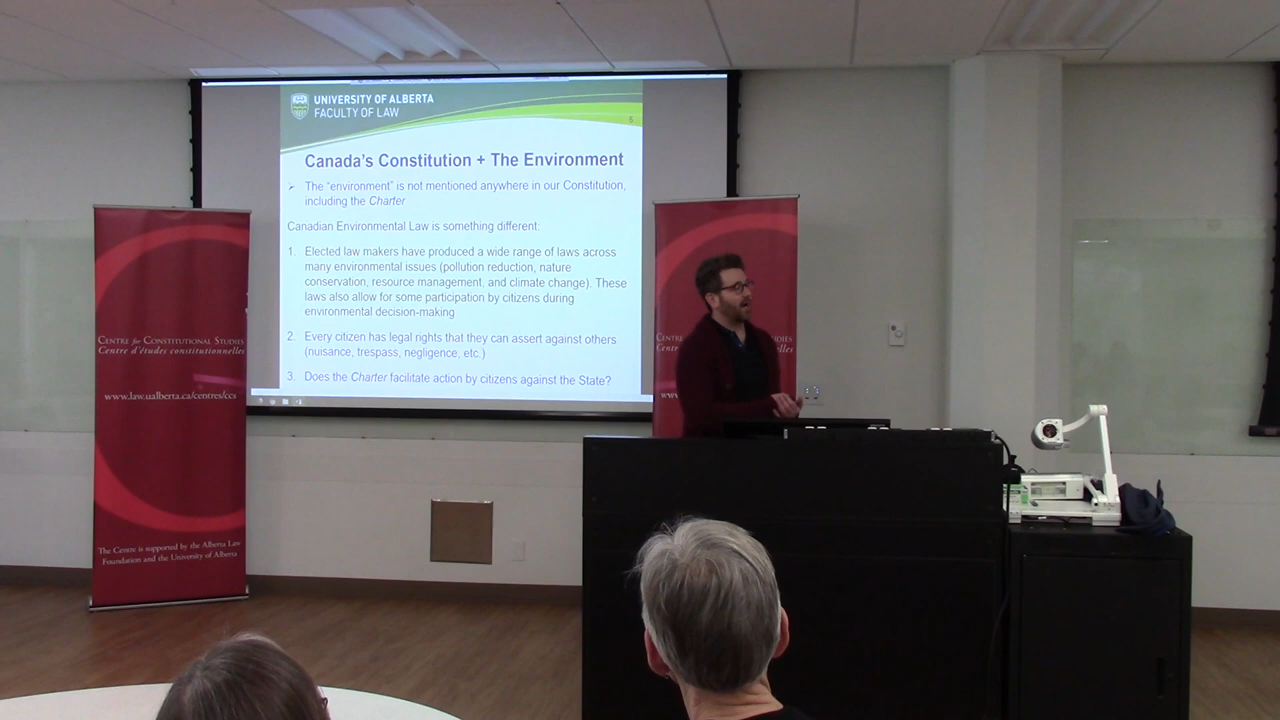 UNIVERSITY OF ALBERTA
FACULTY OF LAW
5
Canada's Constitution + The Environment
➢ The "environment" is not mentioned anywhere in our Constitution,
including the Charter
Canadian Environmental Law is something different:
1. Elected law makers have produced a wide range of laws across
many environmental issues (pollution reduction, nature
conservation, resource management, and climate change). These
laws also allow for some participation by citizens during
environmental decision-making
2. Every citizen has legal rights that they can assert against others
(nuisance, trespass, negligence, etc.)
3. Does the Charter facilitate action by citizens against the State?
CENTRE for CONSTITUTIONAL STUDIES
Centre d'études constitutionnelles
www.law.ualberta.ca/centres/ccs
The Centre is supported by the Alberta Law
Foundation and the University of Alberta